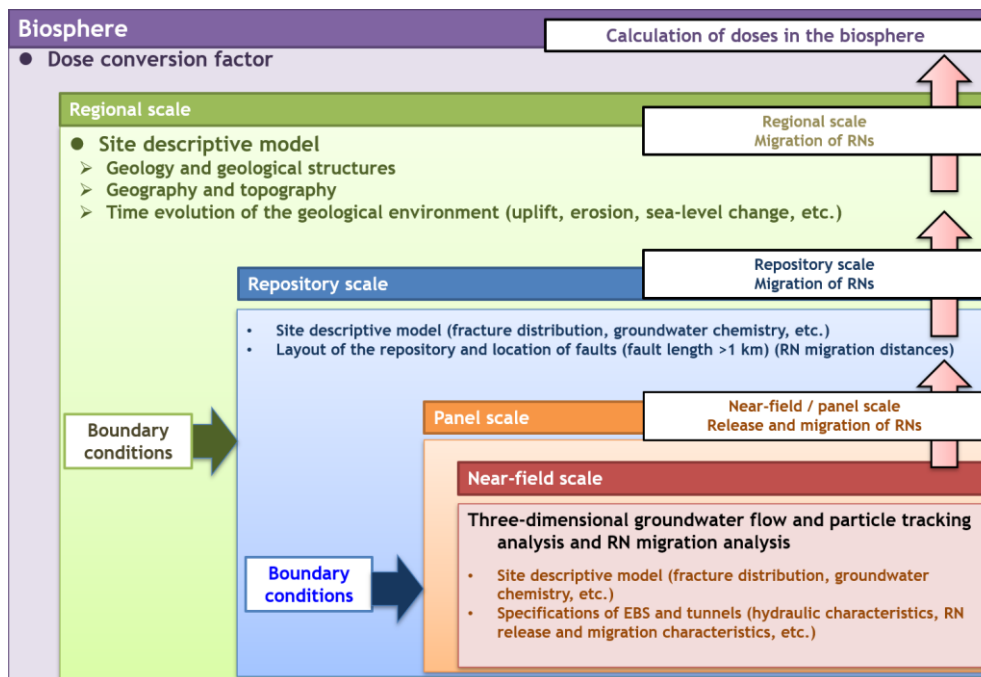 Biosphere
Calculation of doses in the biosphere
● Dose conversion factor
Regional scale
Regional scale
Migration of RNs
● Site descriptive model
➢ Geology and geological structures
➢ Geography and topography
➢ Time evolution of the geological environment (uplift, erosion, sea-level change, etc.)
Repository scale
Migration of RNs
Repository scale
• Site descriptive model (fracture distribution, groundwater chemistry, etc.)
• Layout of the repository and location of faults (fault length >1 km) (RN migration distances)
Near-field / panel scale
Release and migration of RNs
Panel scale
Boundary
conditions
Near-field scale
Three-dimensional groundwater flow and particle tracking
analysis and RN migration analysis
• Site descriptive model (fracture distribution, groundwater
chemistry, etc.)
• Specifications of EBS and tunnels (hydraulic characteristics, RN
release and migration characteristics, etc.)
Boundary
conditions